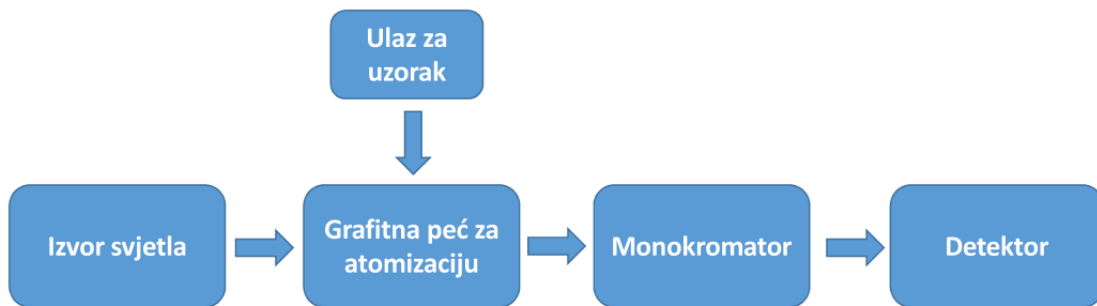 Ulaz za
uzorak
Izvor svjetla
Grafitna peć za
atomizaciju
Monokromator
Detektor